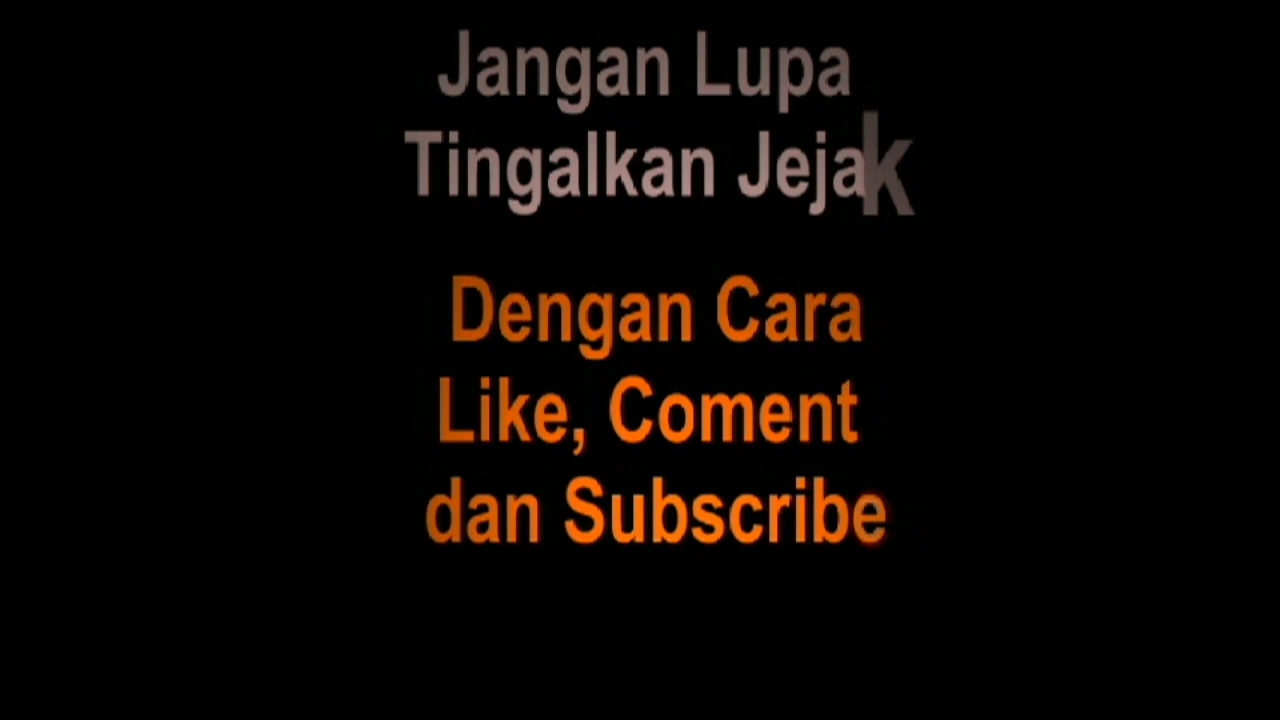 Jangan Lupa
Tingalkan Jejak
Dengan Cara
Like, Coment
dan Subscribe